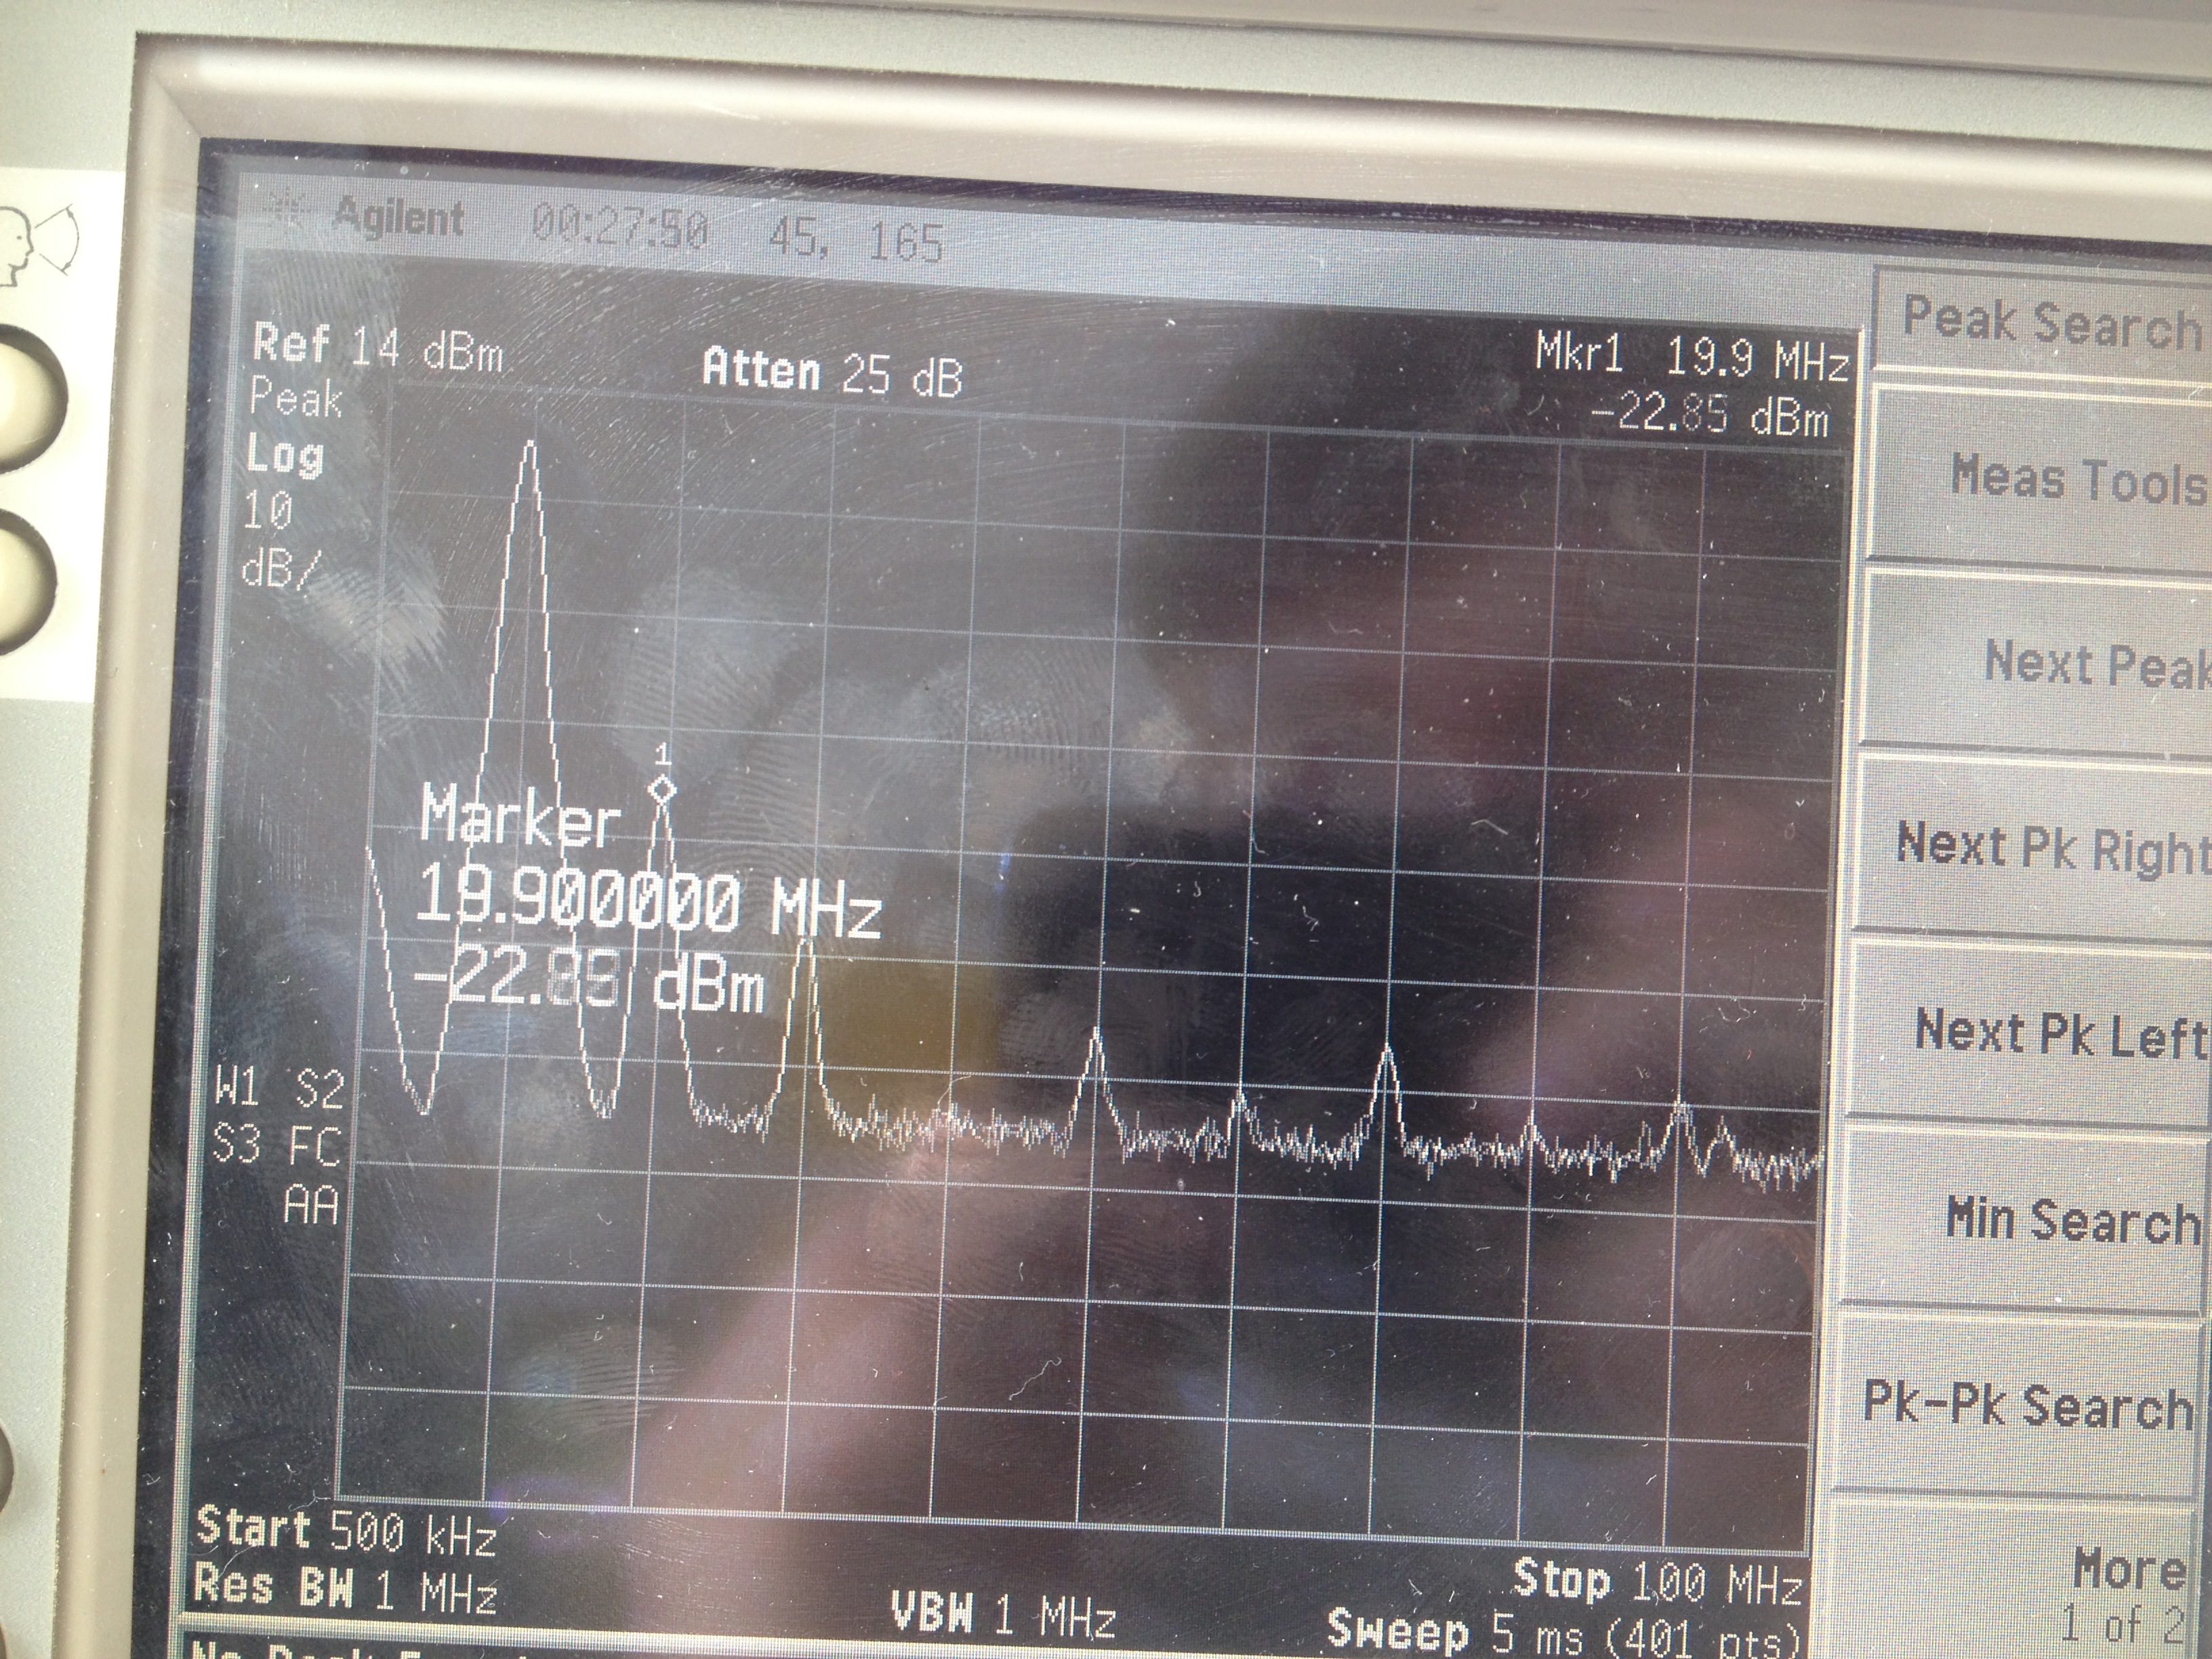 Agilent 00:27:50 45, 165
Ref 14 dBm Atten 25 dB Mkr1 19.9 MHz
-22.85 dBm
Peak
Log
10
dB/
1
Marker
19.900000 MHz
-22.85 dBm
W1 S2
S3 FC
AA
Start 500 kHz Stop 100 MHz
Res BW 1 MHz VBW 1 MHz Sweep 5 ms (401 pts)
Peak Search
Meas Tools
Next Peak
Next Pk Right
Next Pk Left
Min Search
Pk-Pk Search
More
1 of 2